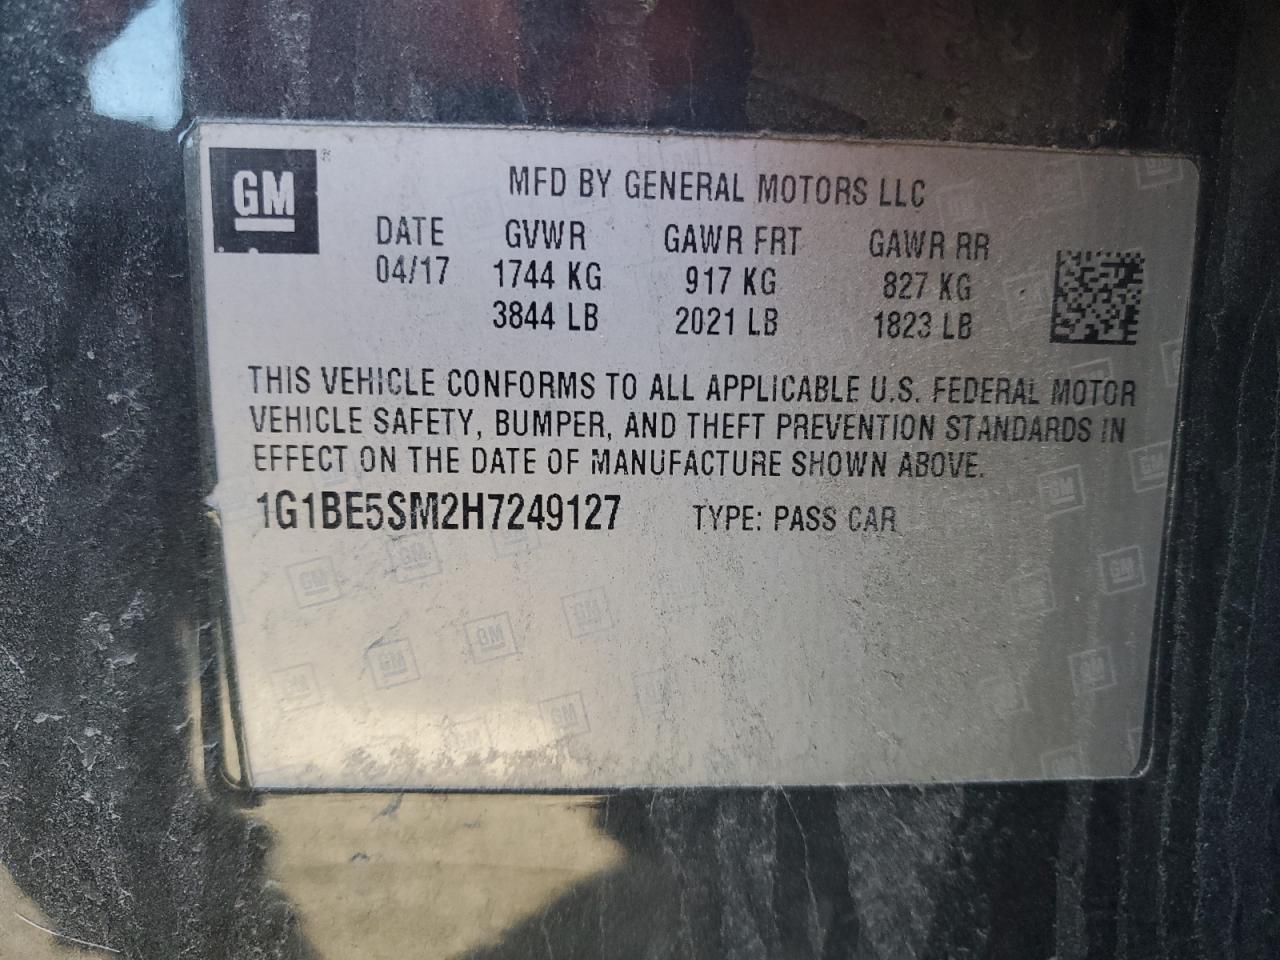 GM
MFD BY GENERAL MOTORS LLC
DATE GVWR GAWR FRT GAWR RR
04/17 1744 KG 917 KG 827 KG
3844 LB 2021 LB 1823 LB
THIS VEHICLE CONFORMS TO ALL APPLICABLE U.S. FEDERAL MOTOR
VEHICLE SAFETY, BUMPER, AND THEFT PREVENTION STANDARDS IN
EFFECT ON THE DATE OF MANUFACTURE SHOWN ABOVE.
1G1BE5SM2H7249127 TYPE: PASS CAR